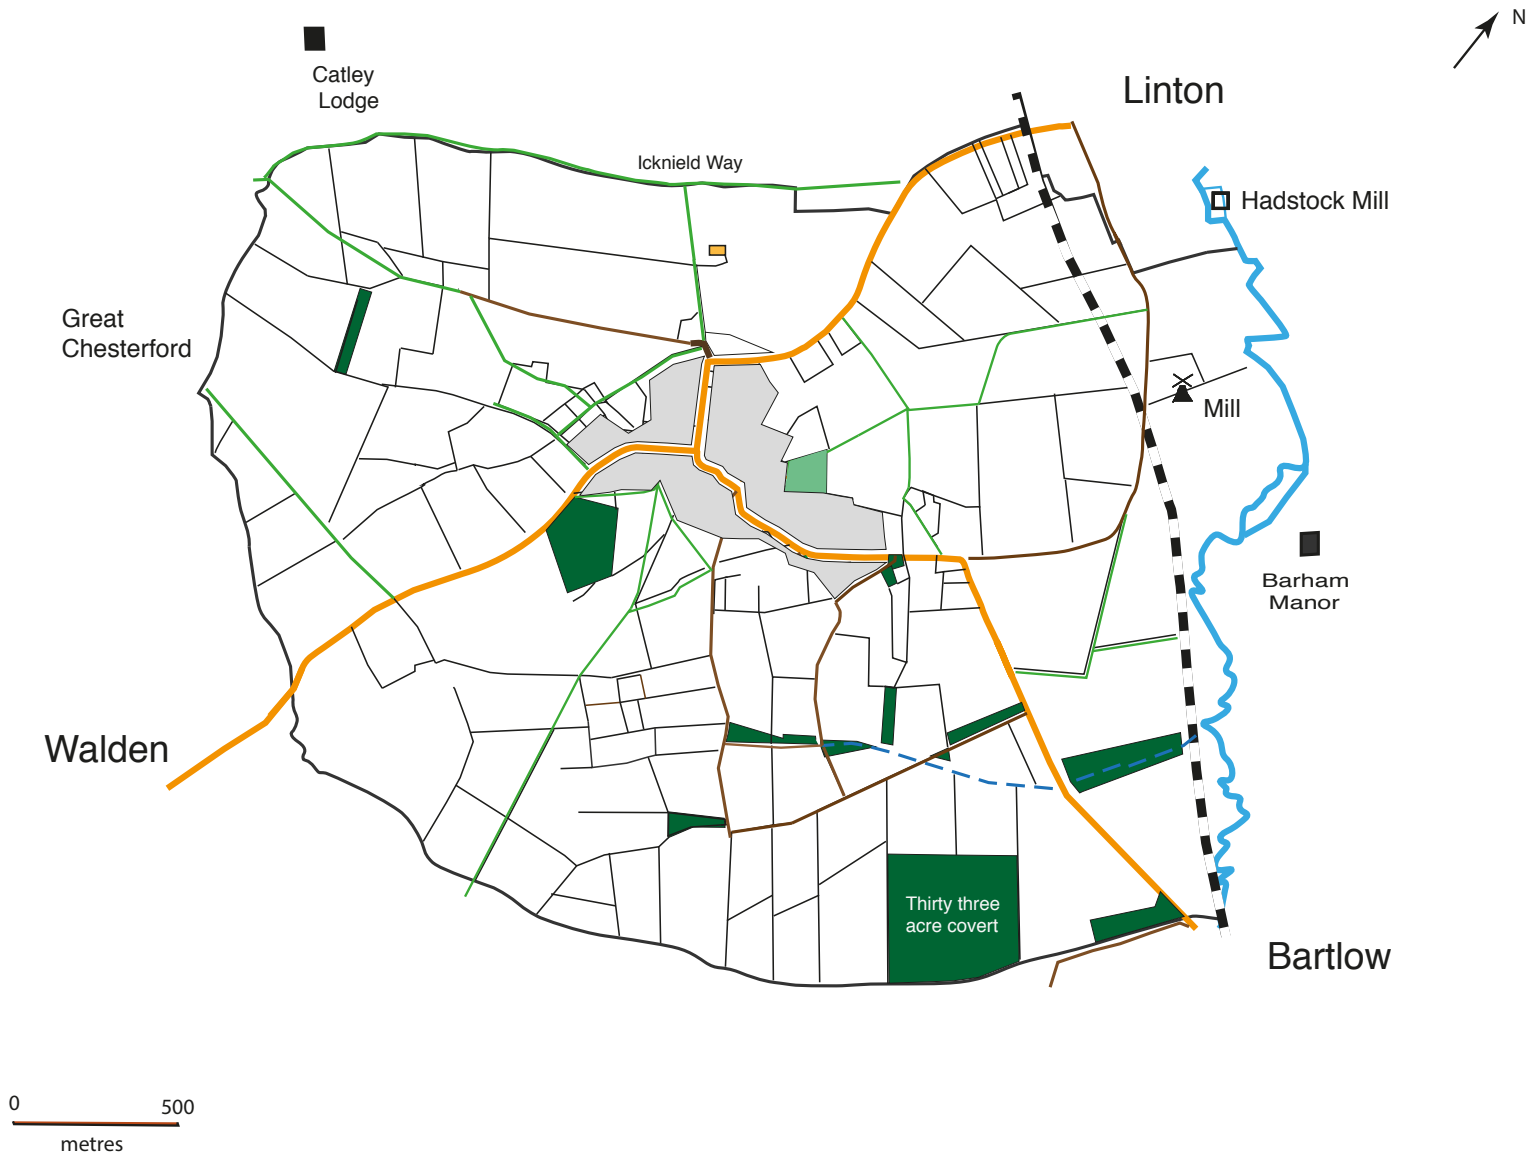 N
Catley
Lodge
Linton
Icknield Way
Hadstock Mill
Great
Chesterford
Mill
Barham
Manor
Walden
Thirty three
acre covert
Bartlow
0 500
metres